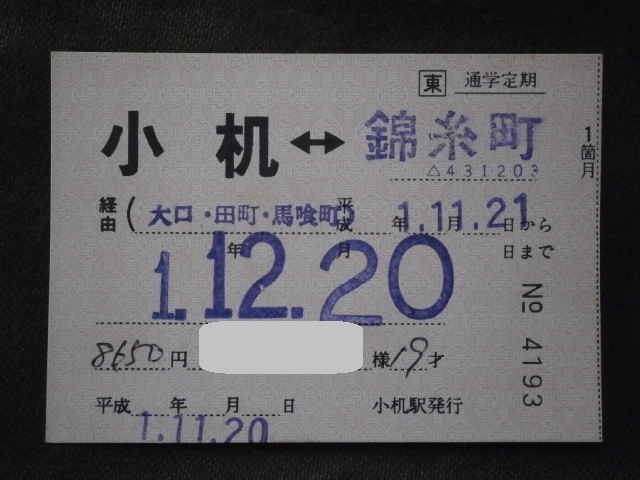 東 通学定期
小机↔錦糸町
△431203
1箇月
経由(大口・田町・馬喰町) 平成 年 月 日から
1.11.21
年 月 日まで
1.12.20
8650円 様19才
№ 4193
平成 年 月 日 小机駅発行
1.11.20